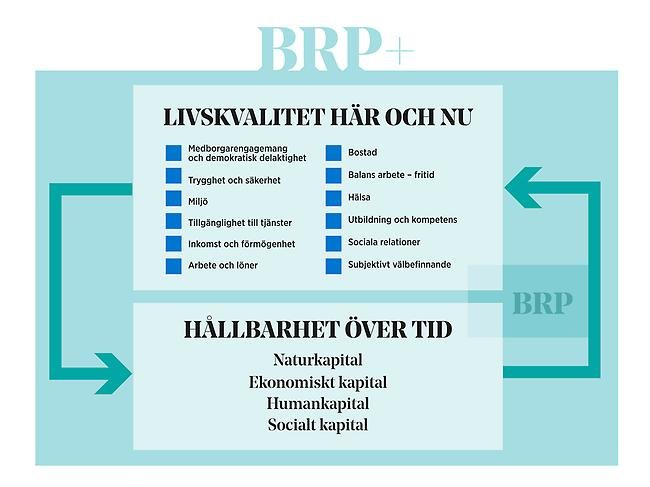 BRP+
LIVSKVALITET HÄR OCH NU
Medborgarengagemang
och demokratisk delaktighet
Trygghet och säkerhet
Miljö
Tillgänglighet till tjänster
Inkomst och förmögenhet
Arbete och löner
Bostad
Balans arbete – fritid
Hälsa
Utbildning och kompetens
Sociala relationer
Subjektivt välbefinnande
BRP
HÅLLBARHET ÖVER TID
Naturkapital
Ekonomiskt kapital
Humankapital
Socialt kapital